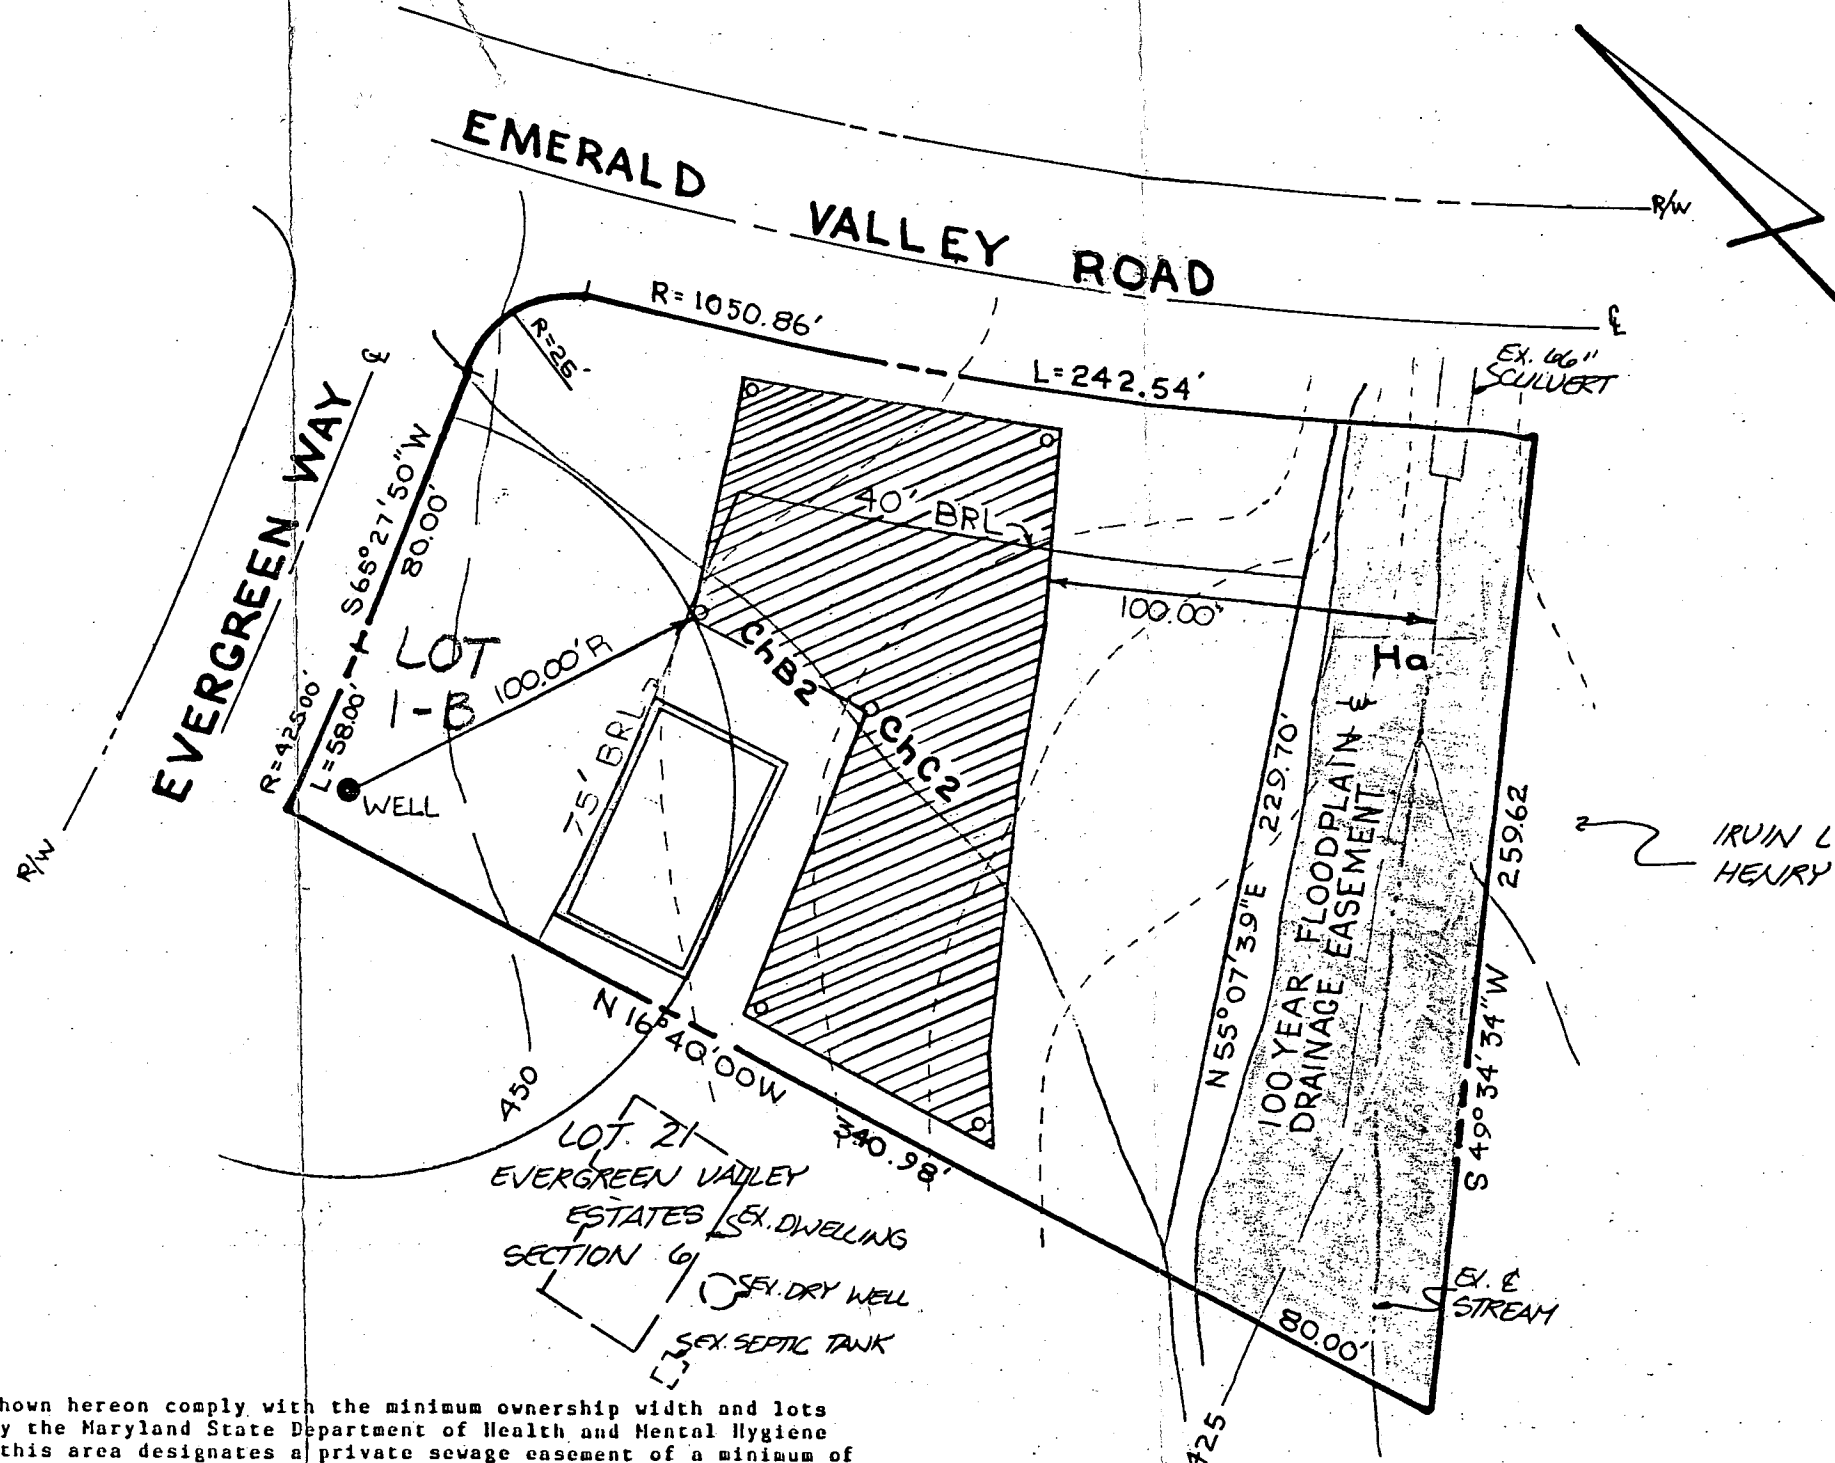 EMERALD VALLEY ROAD
R/W
R=1050.86'
L=242.54'
R=25'
℄
EX. 66"
CULVERT
EVERGREEN WAY
℄
S65°27'50"W
80.00'
40' BRL
100.00'
LOT
1-B
100.00'R
ChB2
ChC2
Ha
R=425.00'
L=58.00'
WELL
75' BRL
R/W
N55°07'39"E 229.70'
100 YEAR FLOODPLAIN &
DRAINAGE EASEMENT
S 49°34'34"W 259.62
IRVIN L
HENRY
N 16°40'00W 340.98'
80.00'
450
425
LOT. 21
EVERGREEN VALLEY
ESTATES
SECTION 6
EX. DWELLING
EX. DRY WELL
EX. SEPTIC TANK
EX. ℄
STREAM
hown hereon comply with the minimum ownership width and lots
y the Maryland State Department of Health and Mental Hygiene
this area designates a private sewage easement of a minimum of